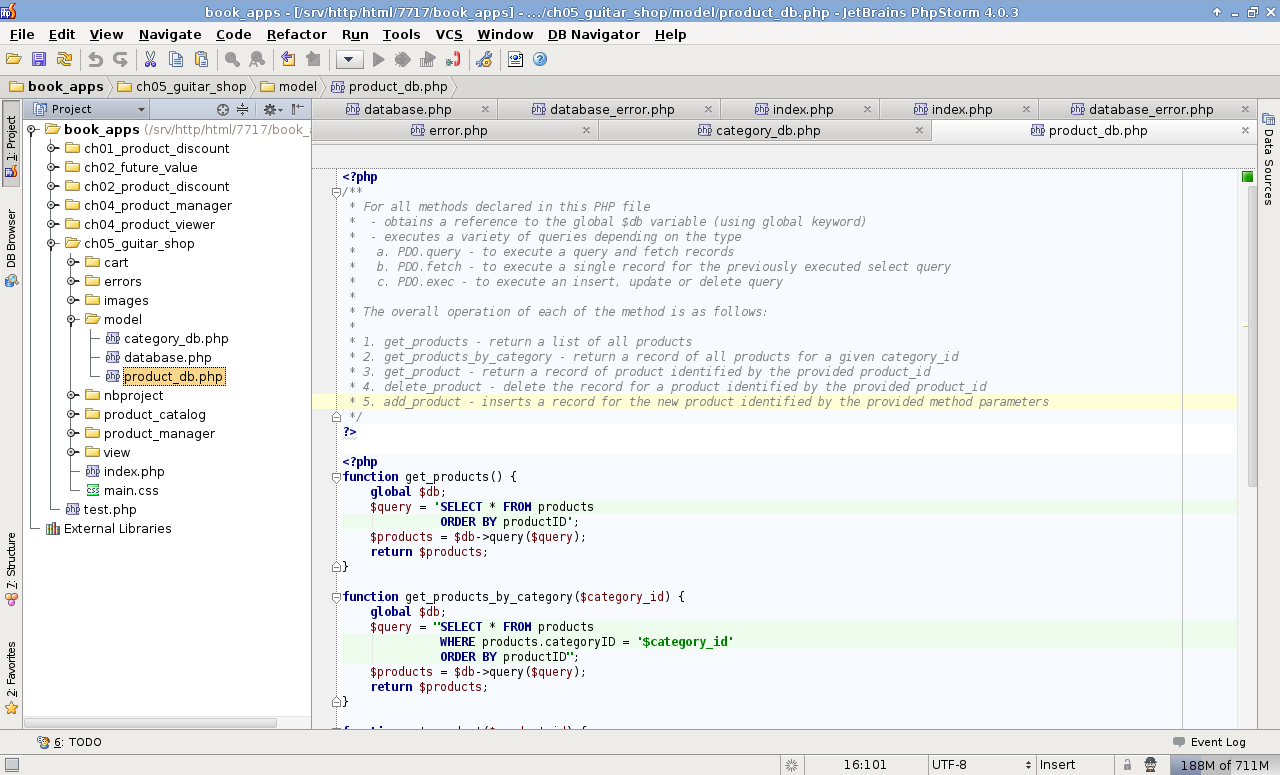 book_apps - [/srv/http/html/7717/book_apps] - .../ch05_guitar_shop/model/product_db.php - JetBrains PhpStorm 4.0.3
File Edit View Navigate Code Refactor Run Tools VCS Window DB Navigator Help
book_apps ch05_guitar_shop model product_db.php
1: Project
DB Browser
7: Structure
2: Favorites
Project
book_apps (/srv/http/html/7717/book_
ch01_product_discount
ch02_future_value
ch02_product_discount
ch04_product_manager
ch04_product_viewer
ch05_guitar_shop
cart
errors
images
model
category_db.php
database.php
product_db.php
nbproject
product_catalog
product_manager
view
index.php
main.css
test.php
External Libraries
database.php database_error.php index.php index.php database_error.php
error.php category_db.php product_db.php
<?php
/**
* For all methods declared in this PHP file
*  - obtains a reference to the global $db variable (using global keyword)
*  - executes a variety of queries depending on the type
*   a. PDO.query - to execute a query and fetch records
*   b. PDO.fetch - to execute a single record for the previously executed select query
*   c. PDO.exec - to execute an insert, update or delete query
*
* The overall operation of each of the method is as follows:
*
* 1. get_products - return a list of all products
* 2. get_products_by_category - return a record of all products for a given category_id
* 3. get_product - return a record of product identified by the provided product_id
* 4. delete_product - delete the record for a product identified by the provided product_id
* 5. add_product - inserts a record for the new product identified by the provided method parameters
*/
?>
<?php
function get_products() {
global $db;
$query = 'SELECT * FROM products
ORDER BY productID';
$products = $db->query($query);
return $products;
}
function get_products_by_category($category_id) {
global $db;
$query = "SELECT * FROM products
WHERE products.categoryID = '$category_id'
ORDER BY productID";
$products = $db->query($query);
return $products;
}
Data Sources
6: TODO
Event Log
16:101 UTF-8 Insert 188M of 711M